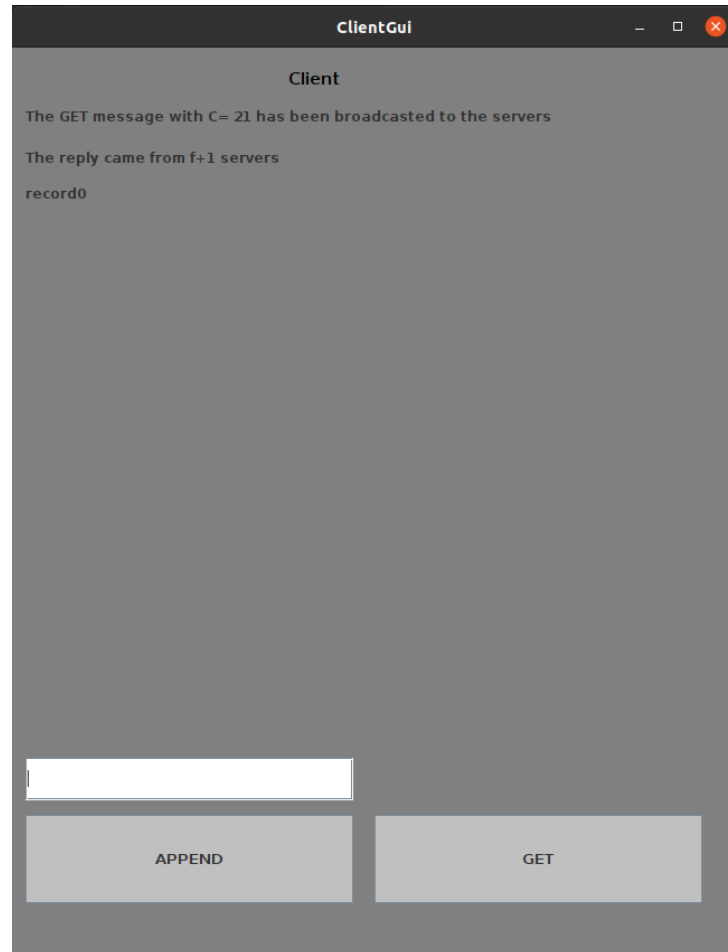 ClientGui
Client
The GET message with C= 21 has been broadcasted to the servers
The reply came from f+1 servers
record0
APPEND
GET